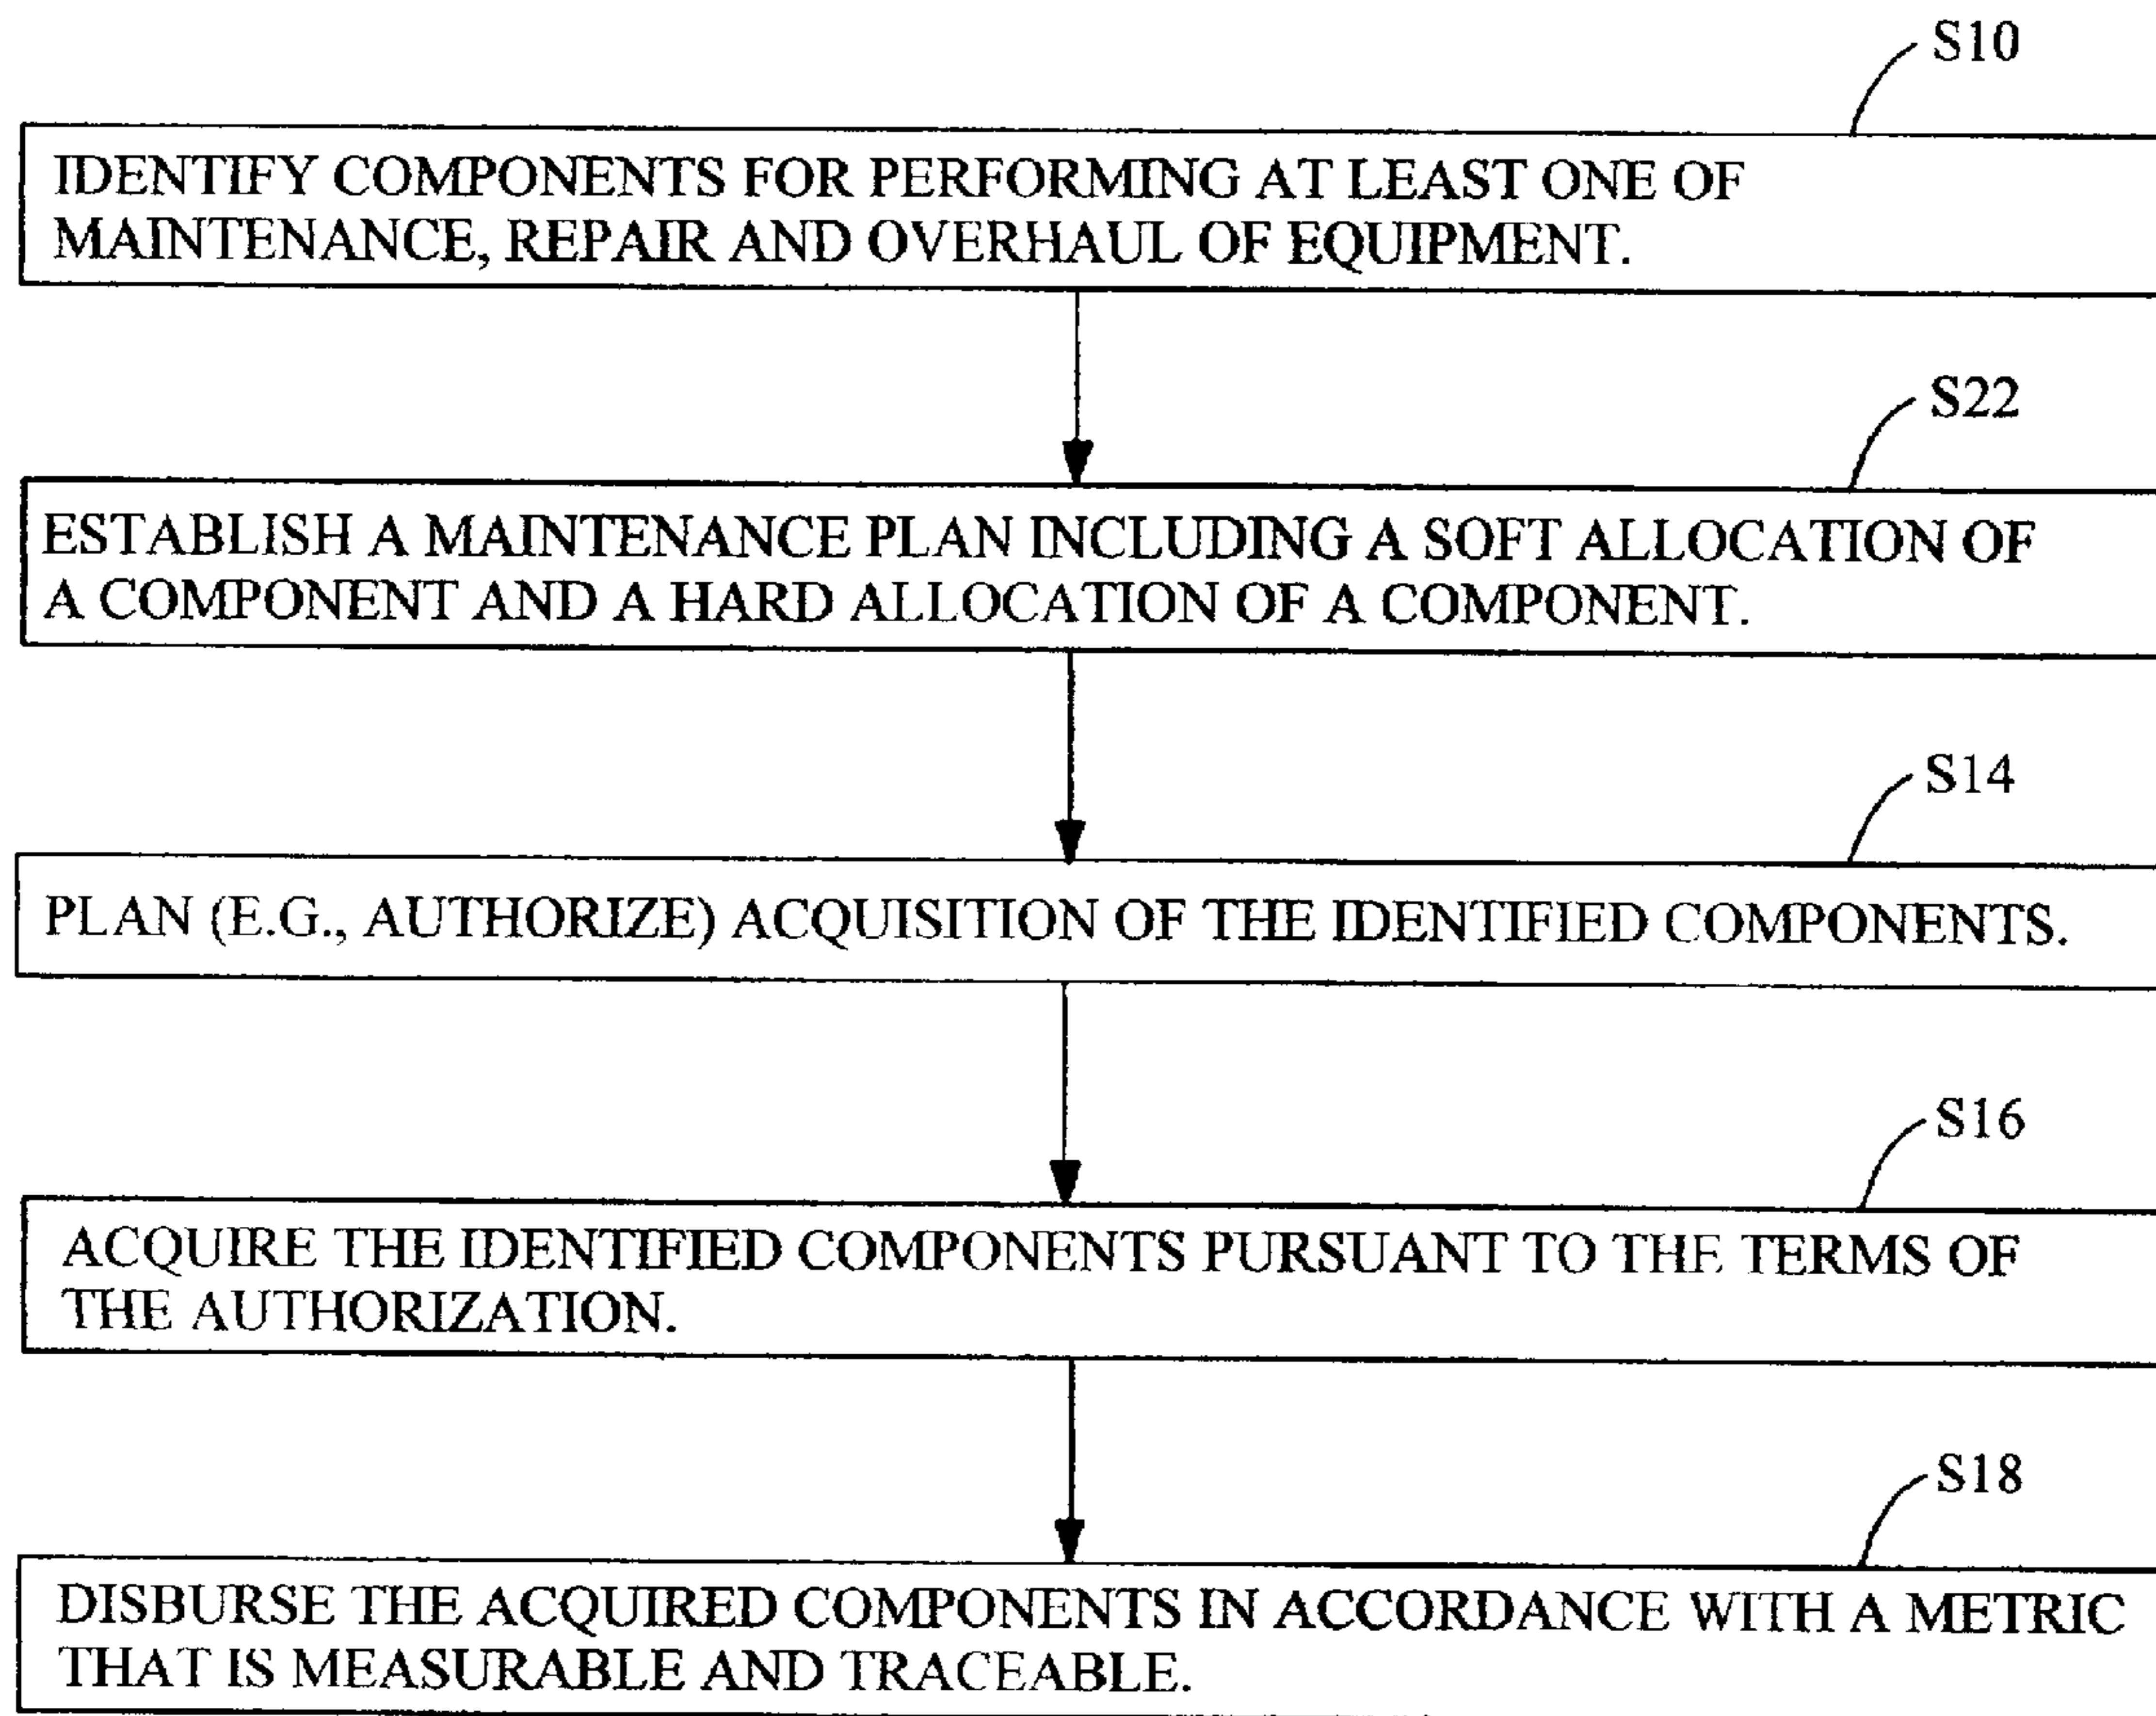 S10
IDENTIFY COMPONENTS FOR PERFORMING AT LEAST ONE OF
MAINTENANCE, REPAIR AND OVERHAUL OF EQUIPMENT.
S22
ESTABLISH A MAINTENANCE PLAN INCLUDING A SOFT ALLOCATION OF
A COMPONENT AND A HARD ALLOCATION OF A COMPONENT.
S14
PLAN (E.G., AUTHORIZE) ACQUISITION OF THE IDENTIFIED COMPONENTS.
S16
ACQUIRE THE IDENTIFIED COMPONENTS PURSUANT TO THE TERMS OF
THE AUTHORIZATION.
S18
DISBURSE THE ACQUIRED COMPONENTS IN ACCORDANCE WITH A METRIC
THAT IS MEASURABLE AND TRACEABLE.